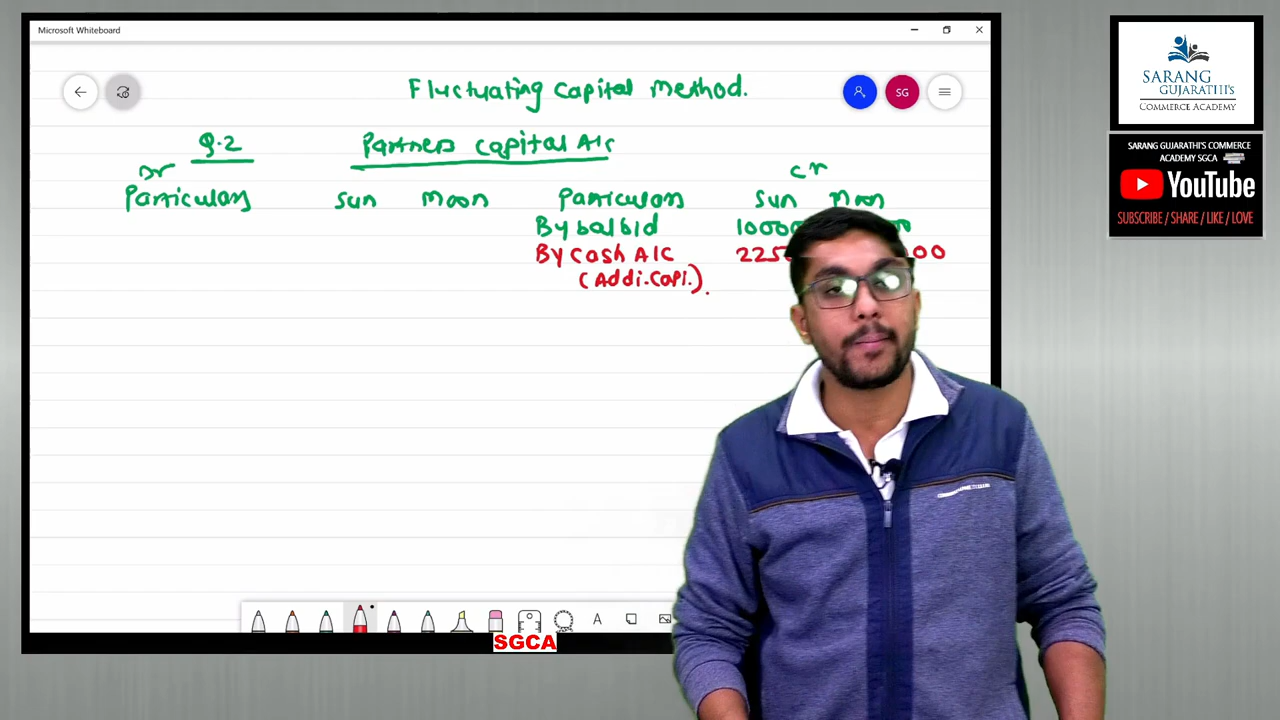 Microsoft Whiteboard
Fluctuating Capital Method.
SG
Q.2 Partners Capital A/c
Dr Cr
Particulars Sun Moon Particulars Sun Moon
By bal b/d
By Cash A/C
(Addi. Capi.).
SGCA
SARANG
GUJARATHI'S
COMMERCE ACADEMY
SARANG GUJARATHI'S COMMERCE
ACADEMY SGCA
YouTube
SUBSCRIBE / SHARE / LIKE / LOVE